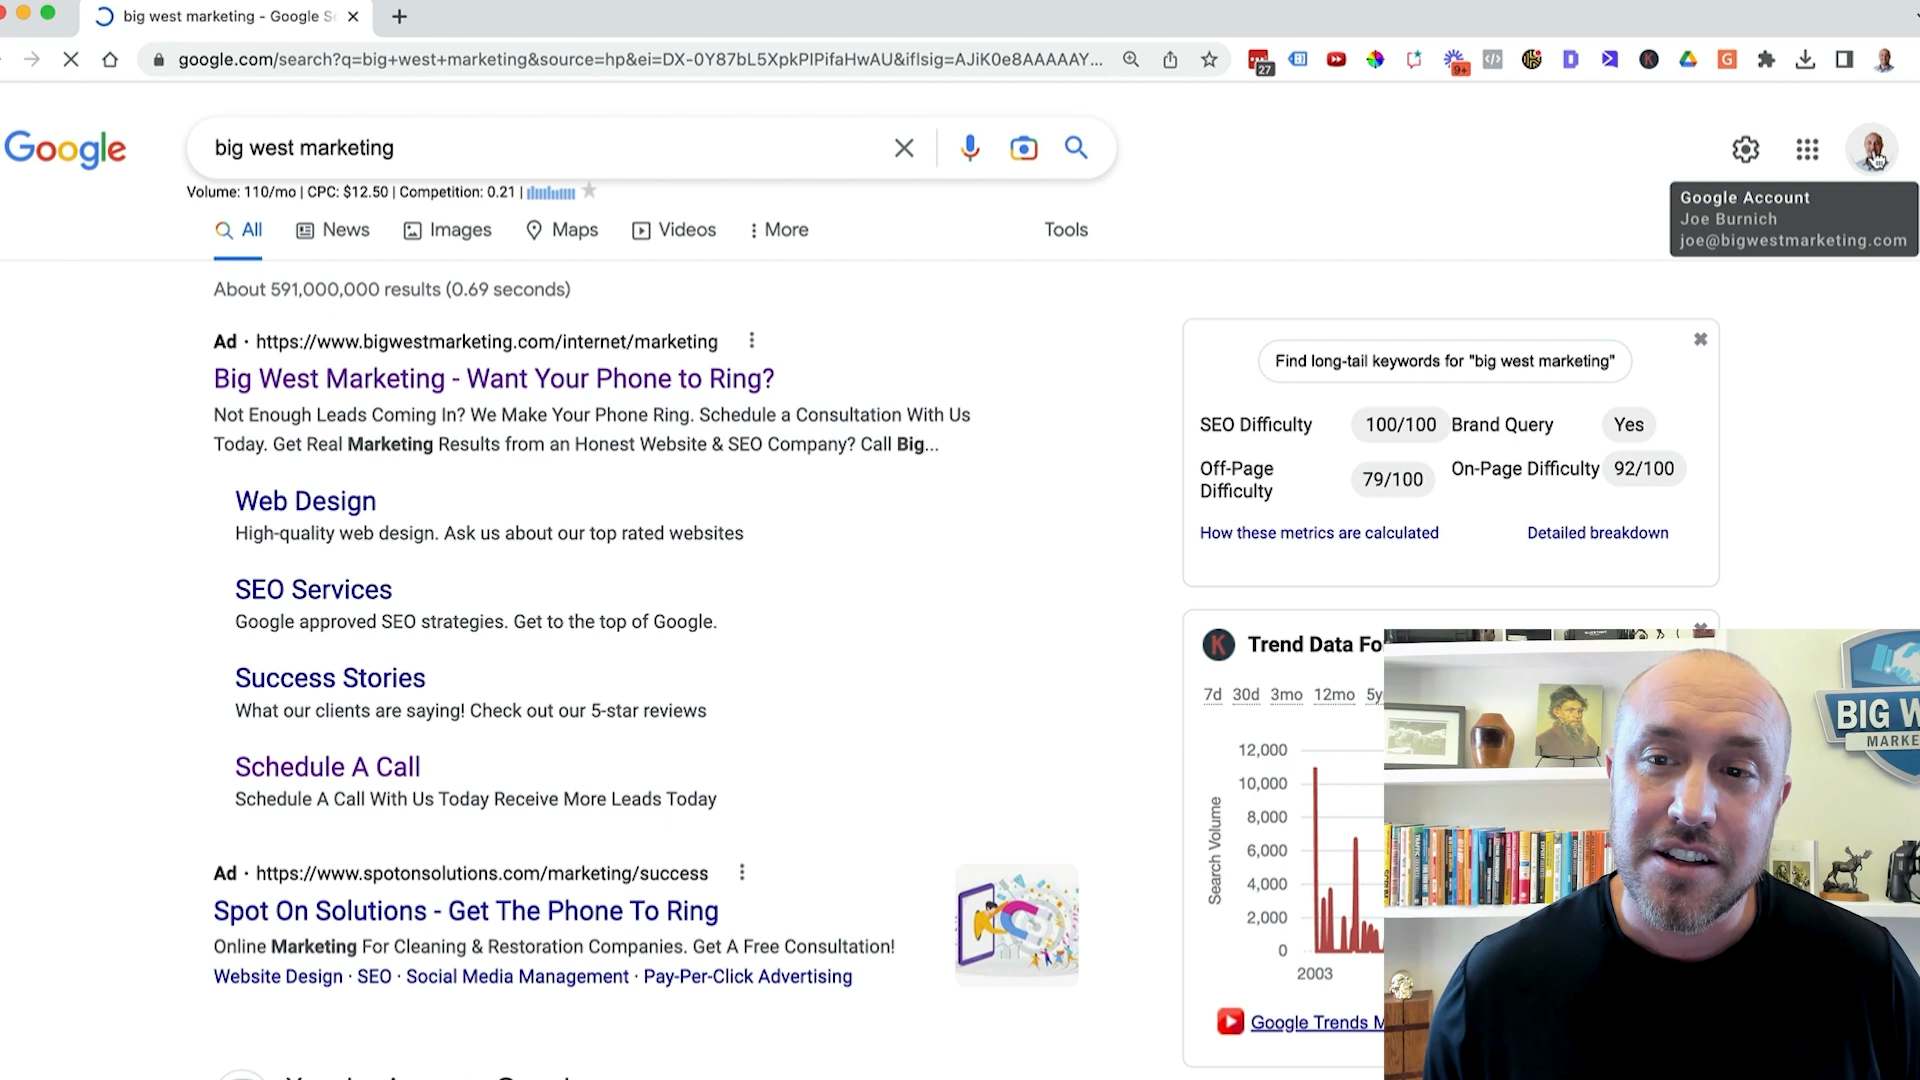 big west marketing - Google S
google.com/search?q=big+west+marketing&source=hp&ei=DX-0Y87bL5XpkPIPifaHwAU&iflsig=AJiK0e8AAAAAY...
27
9+
G
K
Google
big west marketing
Volume: 110/mo | CPC: $12.50 | Competition: 0.21 |
Google Account
Joe Burnich
joe@bigwestmarketing.com
All News Images Maps Videos More Tools
About 591,000,000 results (0.69 seconds)
Ad · https://www.bigwestmarketing.com/internet/marketing
Big West Marketing - Want Your Phone to Ring?
Not Enough Leads Coming In? We Make Your Phone Ring. Schedule a Consultation With Us
Today. Get Real Marketing Results from an Honest Website & SEO Company? Call Big...
Web Design
High-quality web design. Ask us about our top rated websites
SEO Services
Google approved SEO strategies. Get to the top of Google.
Success Stories
What our clients are saying! Check out our 5-star reviews
Schedule A Call
Schedule A Call With Us Today Receive More Leads Today
Ad · https://www.spotonsolutions.com/marketing/success
Spot On Solutions - Get The Phone To Ring
Online Marketing For Cleaning & Restoration Companies. Get A Free Consultation!
Website Design · SEO · Social Media Management · Pay-Per-Click Advertising
Find long-tail keywords for "big west marketing"
SEO Difficulty 100/100 Brand Query Yes
Off-Page Difficulty 79/100 On-Page Difficulty 92/100
How these metrics are calculated Detailed breakdown
K Trend Data Fo
7d 30d 3mo 12mo 5y
12,000
10,000
8,000
6,000
4,000
2,000
0
Search Volume
2003
Google Trends M
BIG W
MARKE